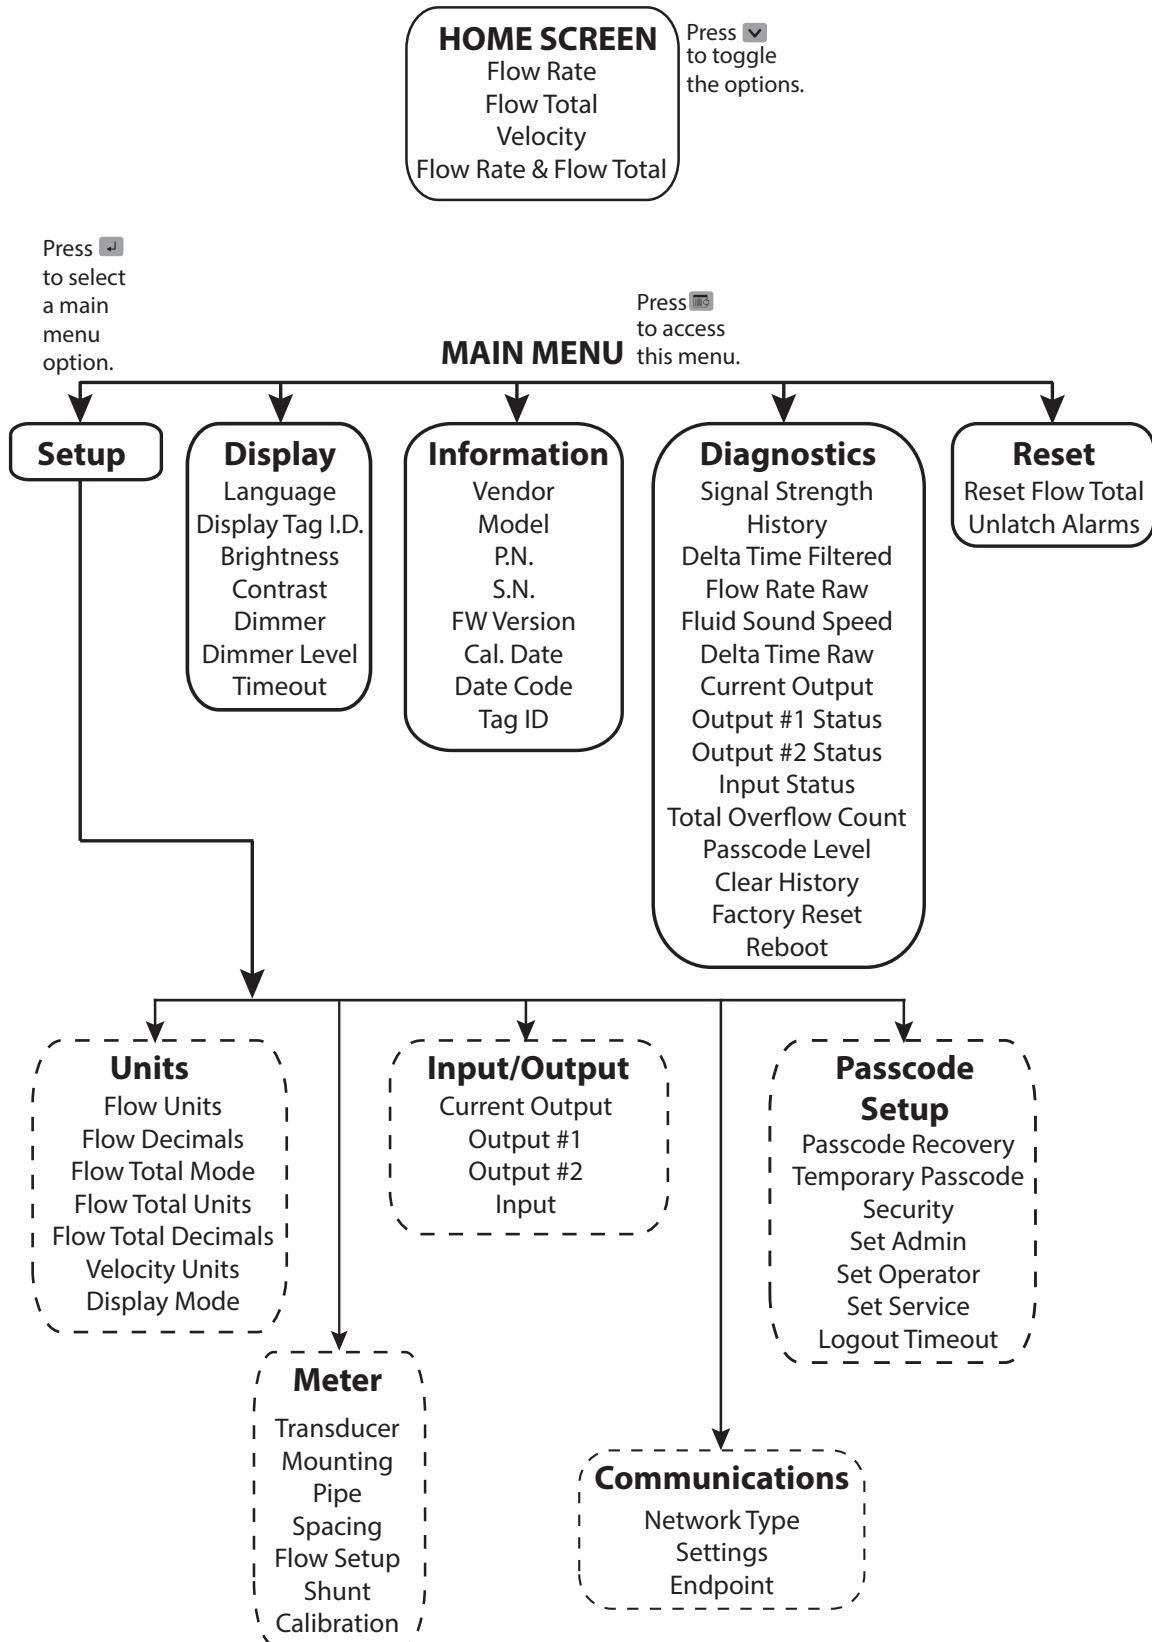 HOME SCREEN
Flow Rate
Flow Total
Velocity
Flow Rate & Flow Total
Press
to toggle
the options.
Press
to select
a main
menu
option.
MAIN MENU
Press
to access
this menu.
Setup
Display
Language
Display Tag I.D.
Brightness
Contrast
Dimmer
Dimmer Level
Timeout
Information
Vendor
Model
P.N.
S.N.
FW Version
Cal. Date
Date Code
Tag ID
Diagnostics
Signal Strength
History
Delta Time Filtered
Flow Rate Raw
Fluid Sound Speed
Delta Time Raw
Current Output
Output #1 Status
Output #2 Status
Input Status
Total Overflow Count
Passcode Level
Clear History
Factory Reset
Reboot
Reset
Reset Flow Total
Unlatch Alarms
Units
Flow Units
Flow Decimals
Flow Total Mode
Flow Total Units
Flow Total Decimals
Velocity Units
Display Mode
Meter
Transducer
Mounting
Pipe
Spacing
Flow Setup
Shunt
Calibration
Input/Output
Current Output
Output #1
Output #2
Input
Communications
Network Type
Settings
Endpoint
Passcode
Setup
Passcode Recovery
Temporary Passcode
Security
Set Admin
Set Operator
Set Service
Logout Timeout